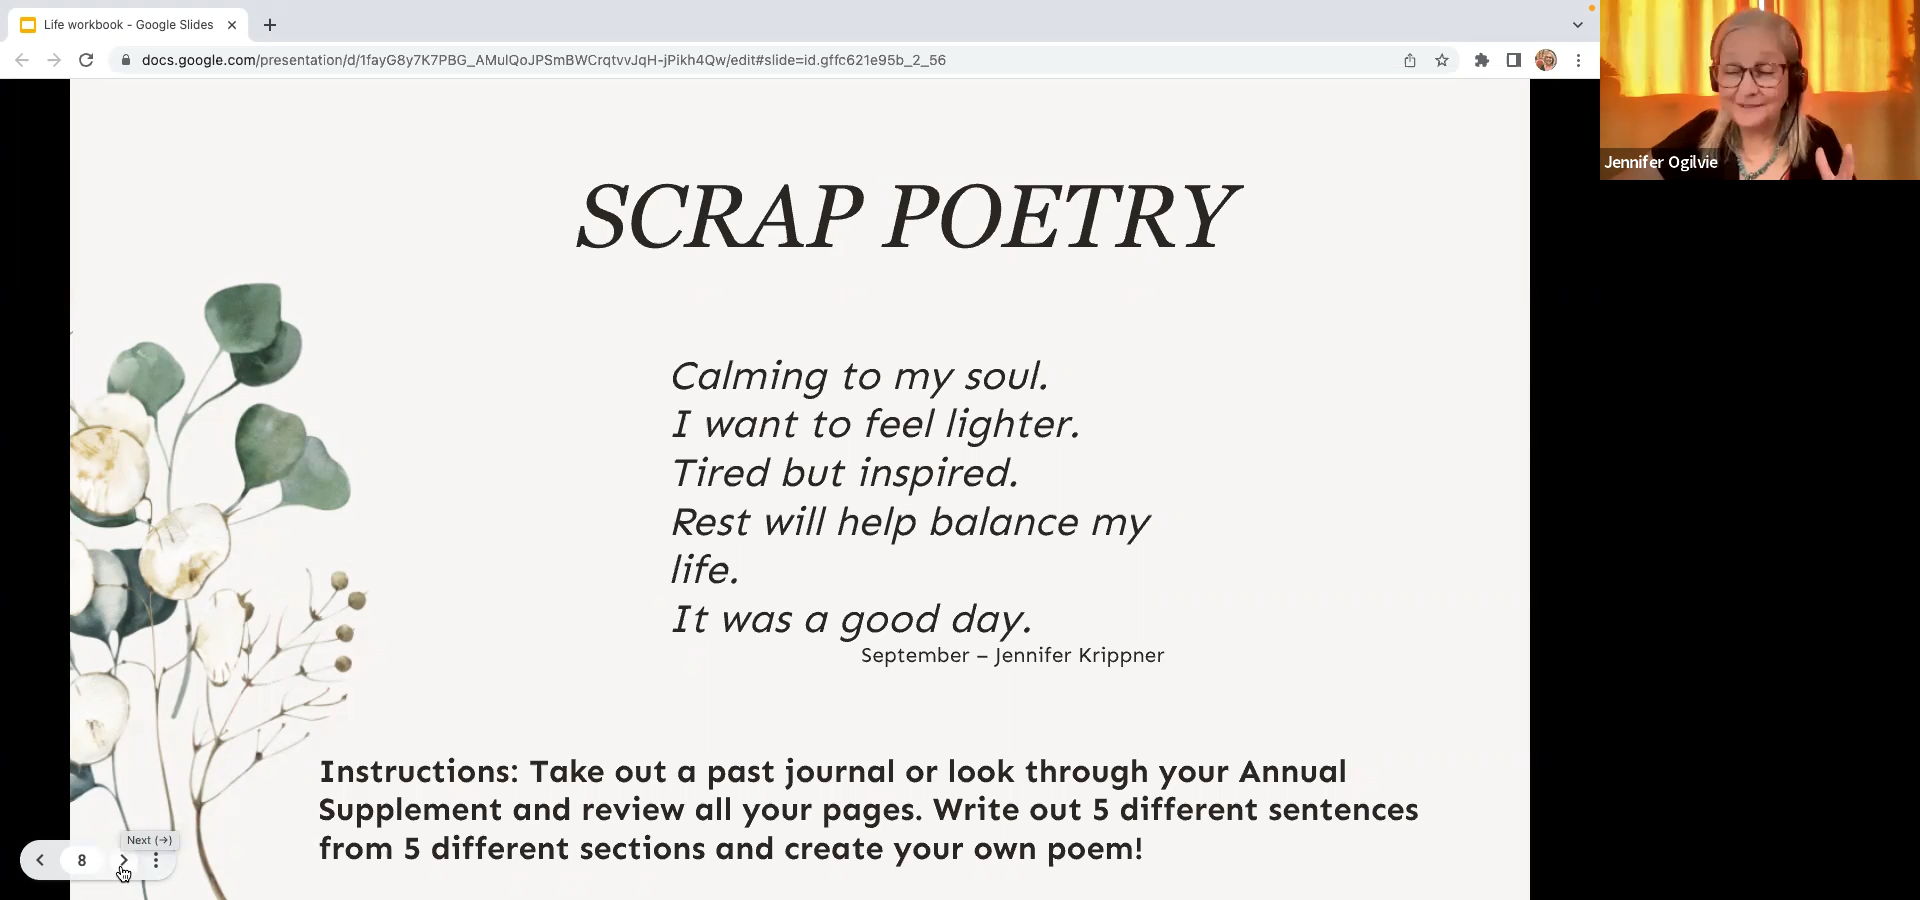 Life workbook - Google Slides
docs.google.com/presentation/d/1fayG8y7K7PBG_AMulQoJPSmBWCrqtvvJqH-jPikh4Qw/edit#slide=id.gffc621e95b_2_56
Jennifer Ogilvie
SCRAP POETRY
Calming to my soul.
I want to feel lighter.
Tired but inspired.
Rest will help balance my
life.
It was a good day.
September – Jennifer Krippner
Instructions: Take out a past journal or look through your Annual
Supplement and review all your pages. Write out 5 different sentences
from 5 different sections and create your own poem!
Next (→)
8